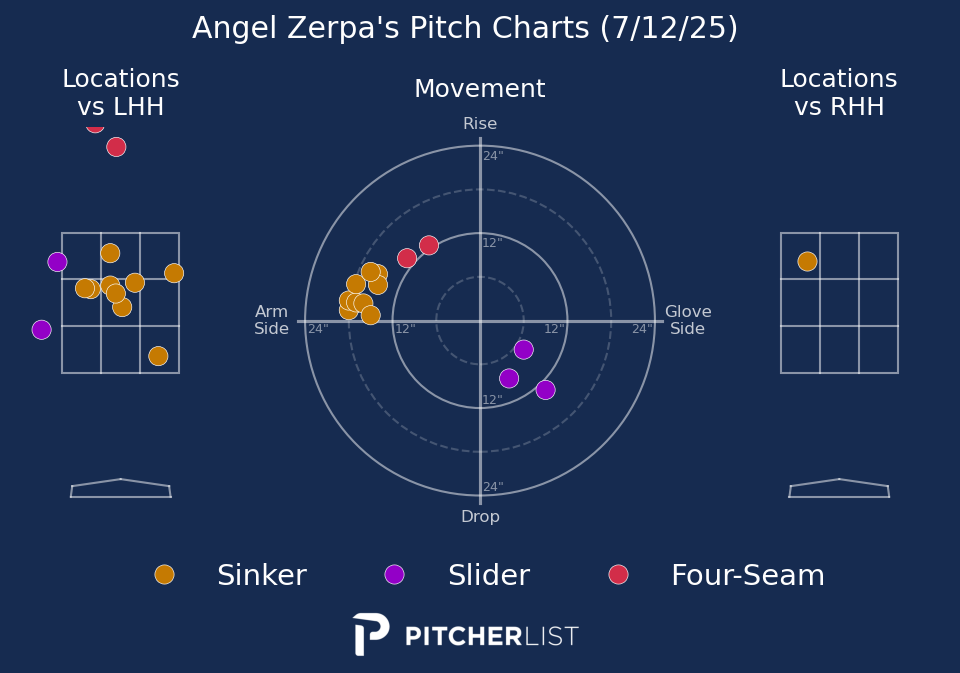 Angel Zerpa's Pitch Charts (7/12/25)
Locations
vs LHH
Movement
Locations
vs RHH
Rise
24"
12"
Arm
Side
24"
12"
12"
24"
Glove
Side
12"
24"
Drop
Sinker
Slider
Four-Seam
PITCHERLIST